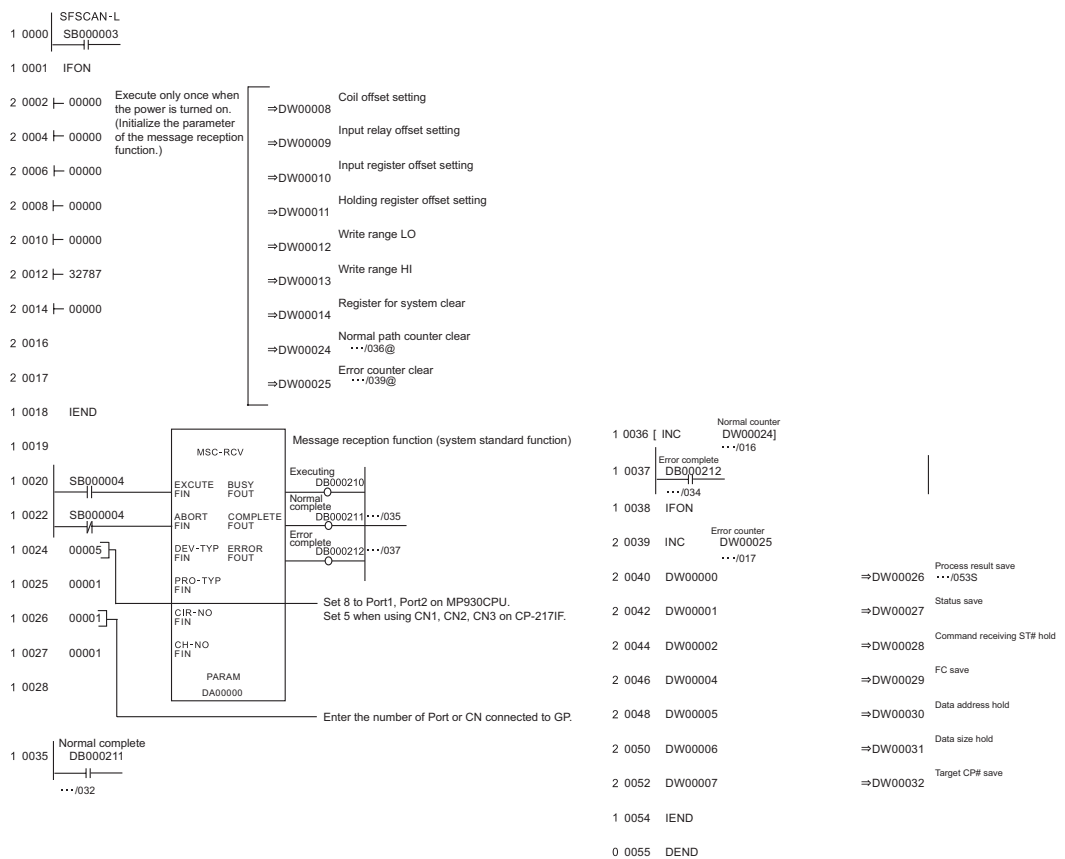 SFSCAN-L
1 0000 SB000003
1 0001 IFON
2 0002 00000 Execute only once when the power is turned on. (Initialize the parameter of the message reception function.) ⇒DW00008 Coil offset setting
2 0004 00000 ⇒DW00009 Input relay offset setting
2 0006 00000 ⇒DW00010 Input register offset setting
2 0008 00000 ⇒DW00011 Holding register offset setting
2 0010 00000 ⇒DW00012 Write range LO
2 0012 32787 ⇒DW00013 Write range HI
2 0014 00000 ⇒DW00014 Register for system clear
2 0016 ⇒DW00024 Normal path counter clear
···/036@
2 0017 ⇒DW00025 Error counter clear
···/039@
1 0018 IEND
1 0019 MSC-RCV Message reception function (system standard function)
1 0020 SB000004 EXCUTE BUSY Executing DB000210
FIN FOUT
1 0022 SB000004 ABORT COMPLETE Normal complete DB000211 ···/035
FIN FOUT
1 0024 00005 DEV-TYP ERROR Error complete DB000212 ···/037
FIN FOUT
1 0025 00001 PRO-TYP
FIN
Set 8 to Port1, Port2 on MP930CPU.
Set 5 when using CN1, CN2, CN3 on CP-217IF.
1 0026 00001 CIR-NO
FIN
1 0027 00001 CH-NO
FIN
1 0028 PARAM
DA00000
Enter the number of Port or CN connected to GP.
Normal complete
1 0035 DB000211
···/032
Normal counter
1 0036 [ INC DW00024]
···/016
Error complete
1 0037 DB000212
···/034
1 0038 IFON
Error counter
2 0039 INC DW00025
···/017
2 0040 DW00000 ⇒DW00026 Process result save
···/053S
2 0042 DW00001 ⇒DW00027 Status save
2 0044 DW00002 ⇒DW00028 Command receiving ST# hold
2 0046 DW00004 ⇒DW00029 FC save
2 0048 DW00005 ⇒DW00030 Data address hold
2 0050 DW00006 ⇒DW00031 Data size hold
2 0052 DW00007 ⇒DW00032 Target CP# save
1 0054 IEND
0 0055 DEND